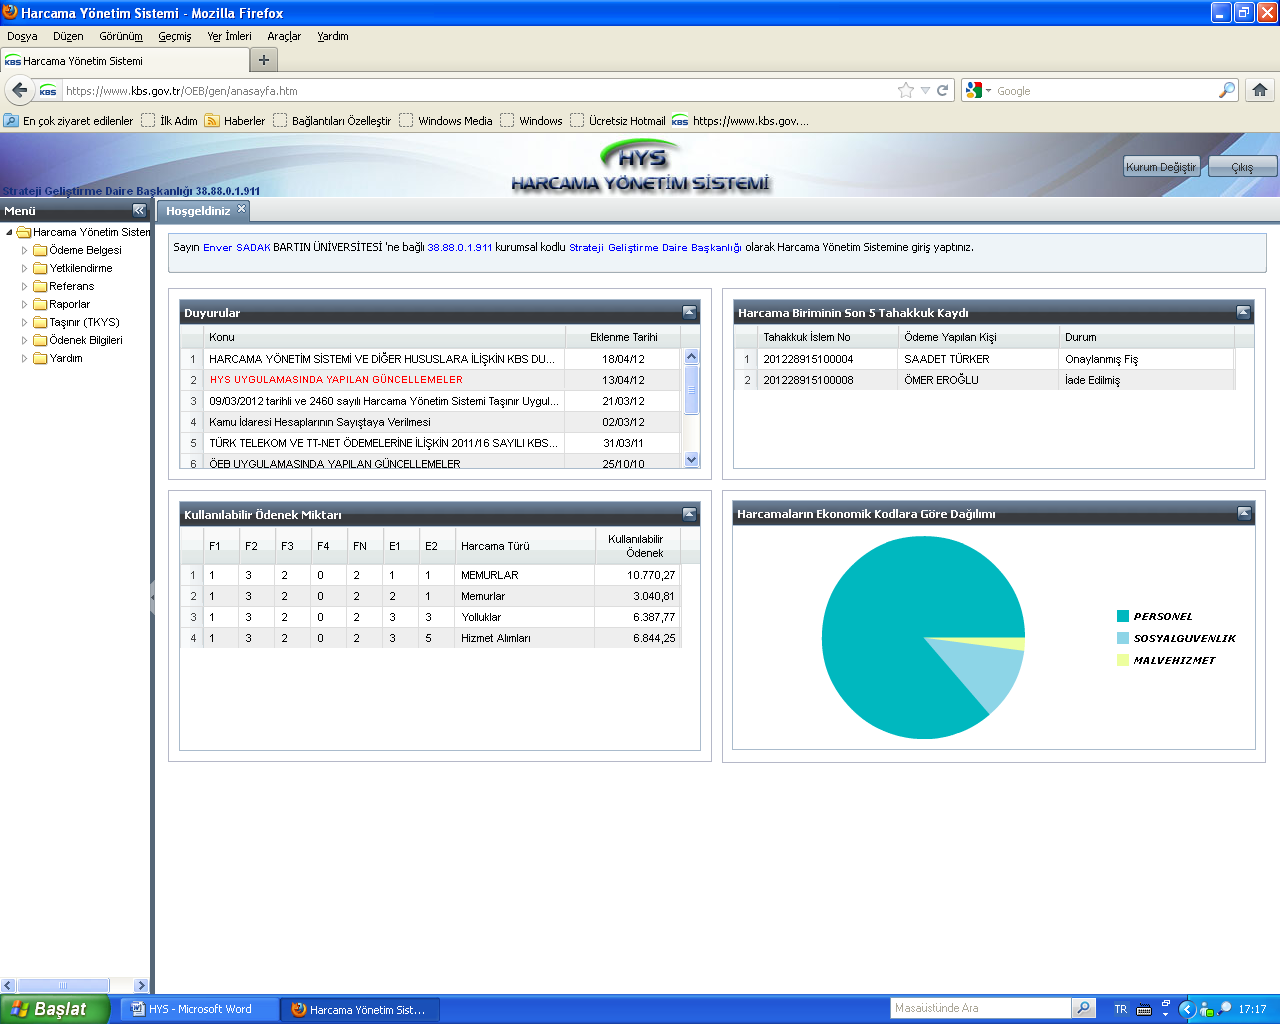 Harcama Yönetim Sistemi - Mozilla Firefox
Dosya Düzen Görünüm Geçmiş Yer İmleri Araçlar Yardım
KBS Harcama Yönetim Sistemi
KBS https://www.kbs.gov.tr/OEB/gen/anasayfa.htm Google
En çok ziyaret edilenler İlk Adım Haberler Bağlantıları Özelleştir Windows Media Windows Ücretsiz Hotmail KBS https://www.kbs.gov....
HYS
HARCAMA YÖNETİM SİSTEMİ
Kurum Değiştir Çıkış
Strateji Geliştirme Daire Başkanlığı 38.88.0.1.911
Menü
Hoşgeldiniz
Harcama Yönetim Sistem
Ödeme Belgesi
Yetkilendirme
Referans
Raporlar
Taşınır (TKYS)
Ödenek Bilgileri
Yardım
Sayın Enver SADAK BARTIN ÜNİVERSİTESİ 'ne bağlı 38.88.0.1.911 kurumsal kodlu Strateji Geliştirme Daire Başkanlığı olarak Harcama Yönetim Sistemine giriş yaptınız.
Duyurular
Konu Eklenme Tarihi
1 HARCAMA YÖNETİM SİSTEMİ VE DİĞER HUSUSLARA İLİŞKİN KBS DU... 18/04/12
2 HYS UYGULAMASINDA YAPILAN GÜNCELLEMELER 13/04/12
3 09/03/2012 tarihli ve 2460 sayılı Harcama Yönetim Sistemi Taşınır Uygul... 21/03/12
4 Kamu İdaresi Hesaplarının Sayıştaya Verilmesi 02/03/12
5 TÜRK TELEKOM VE TT-NET ÖDEMELERİNE İLİŞKİN 2011/16 SAYILI KBS... 31/03/11
6 ÖEB UYGULAMASINDA YAPILAN GÜNCELLEMELER 25/10/10
Harcama Biriminin Son 5 Tahakkuk Kaydı
Tahakkuk İslem No Ödeme Yapılan Kişi Durum
1 201228915100004 SAADET TÜRKER Onaylanmış Fiş
2 201228915100008 ÖMER EROĞLU İade Edilmiş
Kullanılabilir Ödenek Miktarı
F1 F2 F3 F4 FN E1 E2 Harcama Türü Kullanılabilir
Ödenek
1 1 3 2 0 2 1 1 MEMURLAR 10.770,27
2 1 3 2 0 2 2 1 Memurlar 3.040,81
3 1 3 2 0 2 3 3 Yolluklar 6.387,77
4 1 3 2 0 2 3 5 Hizmet Alımları 6.844,25
Harcamaların Ekonomik Kodlara Göre Dağılımı
PERSONEL
SOSYALGUVENLIK
MALVEHIZMET
Başlat HYS - Microsoft Word Harcama Yönetim Sist... Masaüstünde Ara TR 17:17